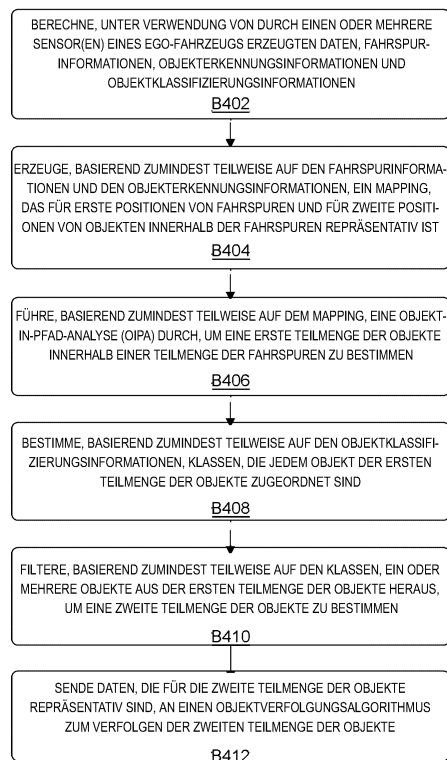 BERECHNE, UNTER VERWENDUNG VON DURCH EINEN ODER MEHRERE
SENSOR(EN) EINES EGO-FAHRZEUGS ERZEUGTEN DATEN, FAHRSPUR-
INFORMATIONEN, OBJEKTERKENNUNGSINFORMATIONEN UND
OBJEKTKLASSIFIZIERUNGSINFORMATIONEN
B402
ERZEUGE, BASIEREND ZUMINDEST TEILWEISE AUF DEN FAHRSPURINFORMA-
TIONEN UND DEN OBJEKTERKENNUNGSINFORMATIONEN, EIN MAPPING,
DAS FÜR ERSTE POSITIONEN VON FAHRSPUREN UND FÜR ZWEITE POSITI-
ONEN VON OBJEKTEN INNERHALB DER FAHRSPUREN REPRÄSENTATIV IST
B404
FÜHRE, BASIEREND ZUMINDEST TEILWEISE AUF DEM MAPPING, EINE OBJEKT-
IN-PFAD-ANALYSE (OIPA) DURCH, UM EINE ERSTE TEILMENGE DER OBJEKTE
INNERHALB EINER TEILMENGE DER FAHRSPUREN ZU BESTIMMEN
B406
BESTIMME, BASIEREND ZUMINDEST TEILWEISE AUF DEN OBJEKTKLASSIFI-
ZIERUNGSINFORMATIONEN, KLASSEN, DIE JEDEM OBJEKT DER ERSTEN
TEILMENGE DER OBJEKTE ZUGEORDNET SIND
B408
FILTERE, BASIEREND ZUMINDEST TEILWEISE AUF DEN KLASSEN, EIN ODER
MEHRERE OBJEKTE AUS DER ERSTEN TEILMENGE DER OBJEKTE HERAUS,
UM EINE ZWEITE TEILMENGE DER OBJEKTE ZU BESTIMMEN
B410
SENDE DATEN, DIE FÜR DIE ZWEITE TEILMENGE DER OBJEKTE
REPRÄSENTATIV SIND, AN EINEN OBJEKTVERFOLGUNGSALGORITHMUS
ZUM VERFOLGEN DER ZWEITEN TEILMENGE DER OBJEKTE
B412